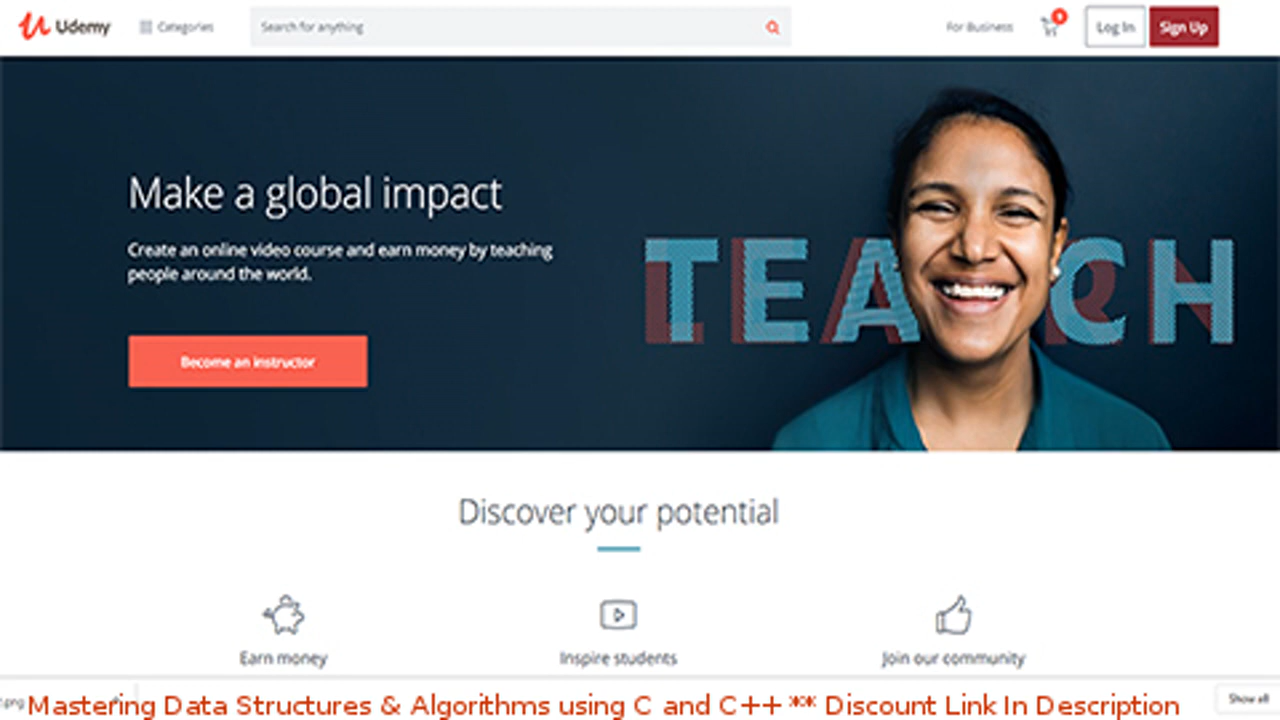 Udemy
Categories
Search for anything
For Business
Log In
Sign Up
Make a global impact
Create an online video course and earn money by teaching
people around the world.
Become an instructor
TEACH
Discover your potential
Earn money
Inspire students
Join our community
.png
Mastering Data Structures & Algorithms using C and C++ ** Discount Link In Description
Show all